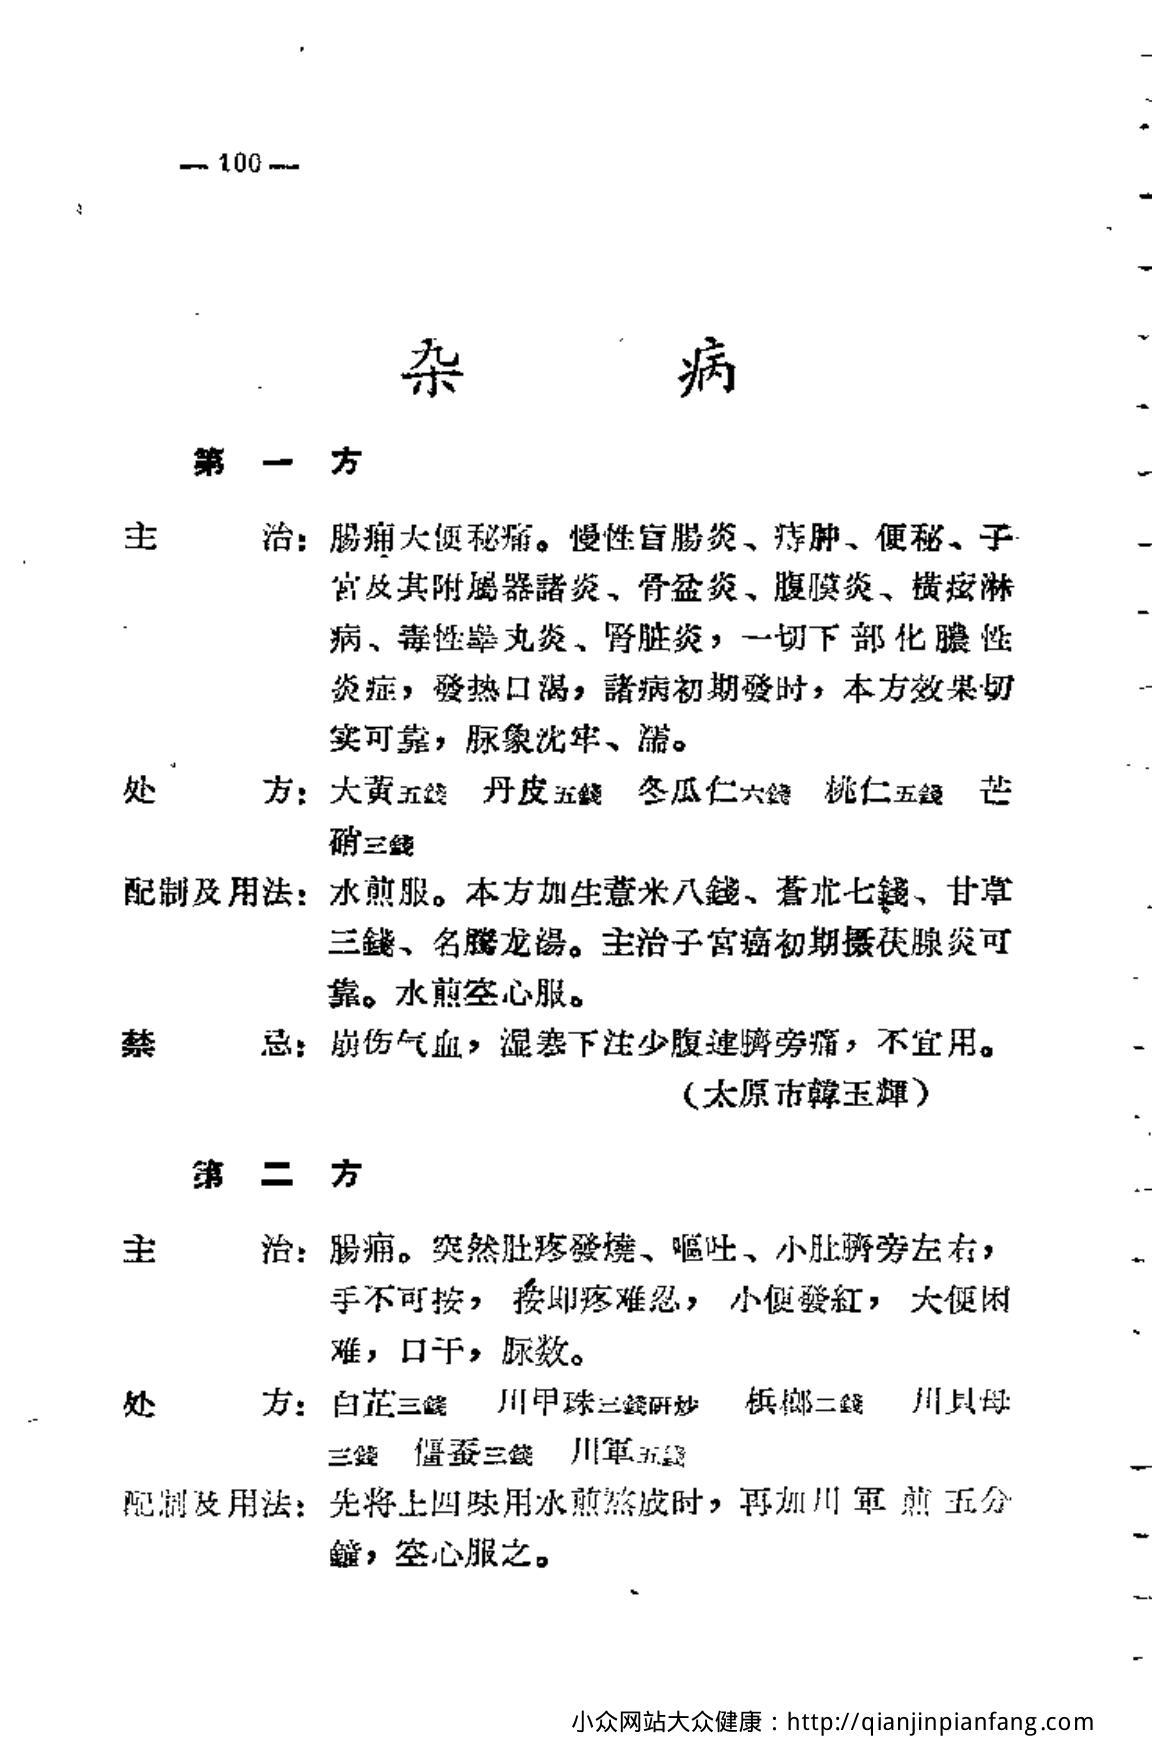 — 100 —
杂 病
第 一 方
主 治：腸痈大便秘痛。慢性盲腸炎、痔肿、便秘、子
宫及其附属器諸炎、骨盆炎、腹膜炎、横痃淋
病、毒性睾丸炎、肾脏炎，一切下部化膿性
炎症，發热口渴，諸病初期發时，本方效果切
实可靠，脉象沈牢、濡。
处 方：大黄五錢 丹皮五錢 冬瓜仁六錢 桃仁五錢 芒
硝三錢
配制及用法：水煎服。本方加生薏米八錢、蒼朮七錢、甘草
三錢、名騰龙湯。主治子宫癌初期摄茯腺炎可
靠。水煎空心服。
禁 忌：崩伤气血，湿寒下注少腹連臍旁痛，不宜用。
（太原市韓玉輝）
第 二 方
主 治：腸痈。突然肚疼發燒、嘔吐、小肚臍旁左右，
手不可按，按即疼难忍，小便發紅，大便困
难，口干，脉数。
处 方：白芷三錢 川甲珠三錢研炒 梹榔二錢 川貝母
三錢 僵蚕三錢 川軍五錢
配制及用法：先将上四味用水煎熬成时，再加川軍煎五分
鐘，空心服之。
小众网站大众健康：http://qianjinpianfang.com